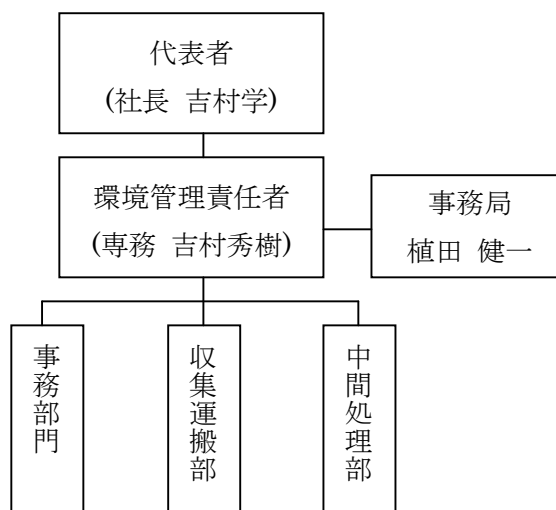 代表者
(社長 吉村学)
環境管理責任者
(専務 吉村秀樹)
事務局
植田 健一
事務部門
収集運搬部
中間処理部